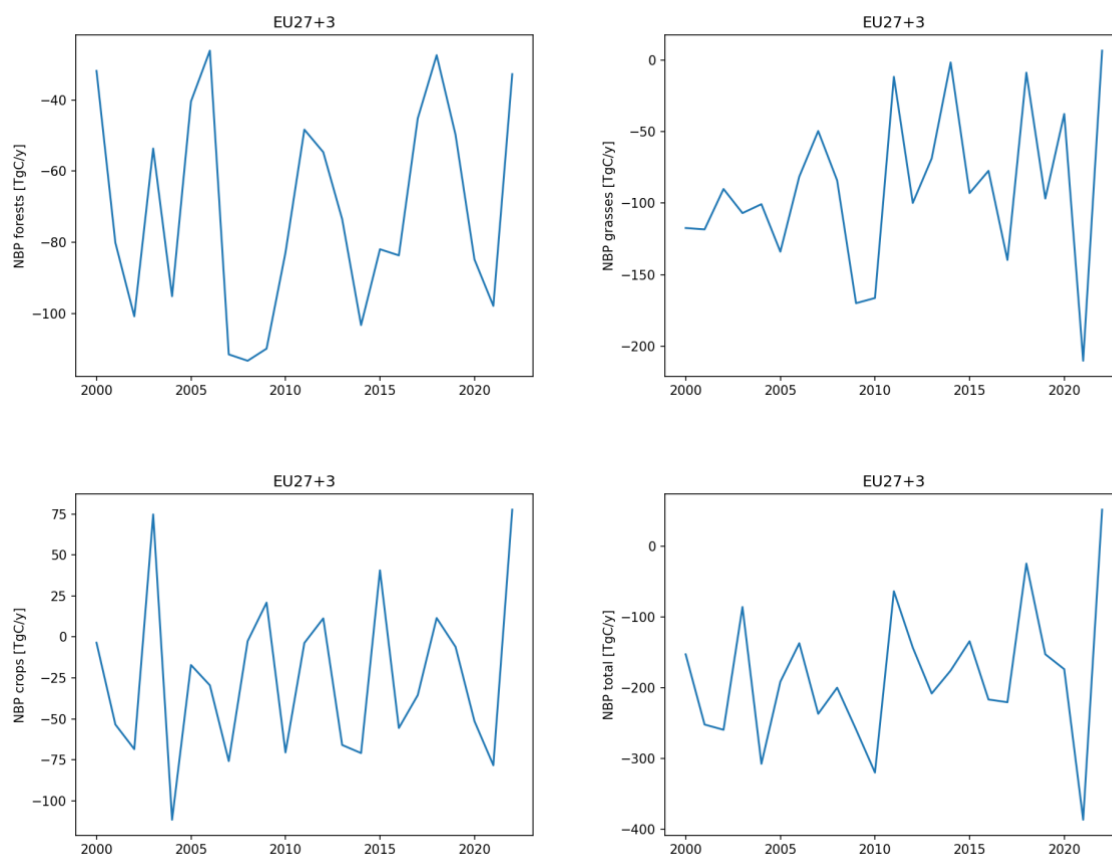 EU27+3
NBP forests [TgC/y]
−40
−60
−80
−100
2000 2005 2010 2015 2020
EU27+3
NBP grasses [TgC/y]
0
−50
−100
−150
−200
2000 2005 2010 2015 2020
EU27+3
NBP crops [TgC/y]
75
50
25
0
−25
−50
−75
−100
2000 2005 2010 2015 2020
EU27+3
NBP total [TgC/y]
0
−100
−200
−300
−400
2000 2005 2010 2015 2020